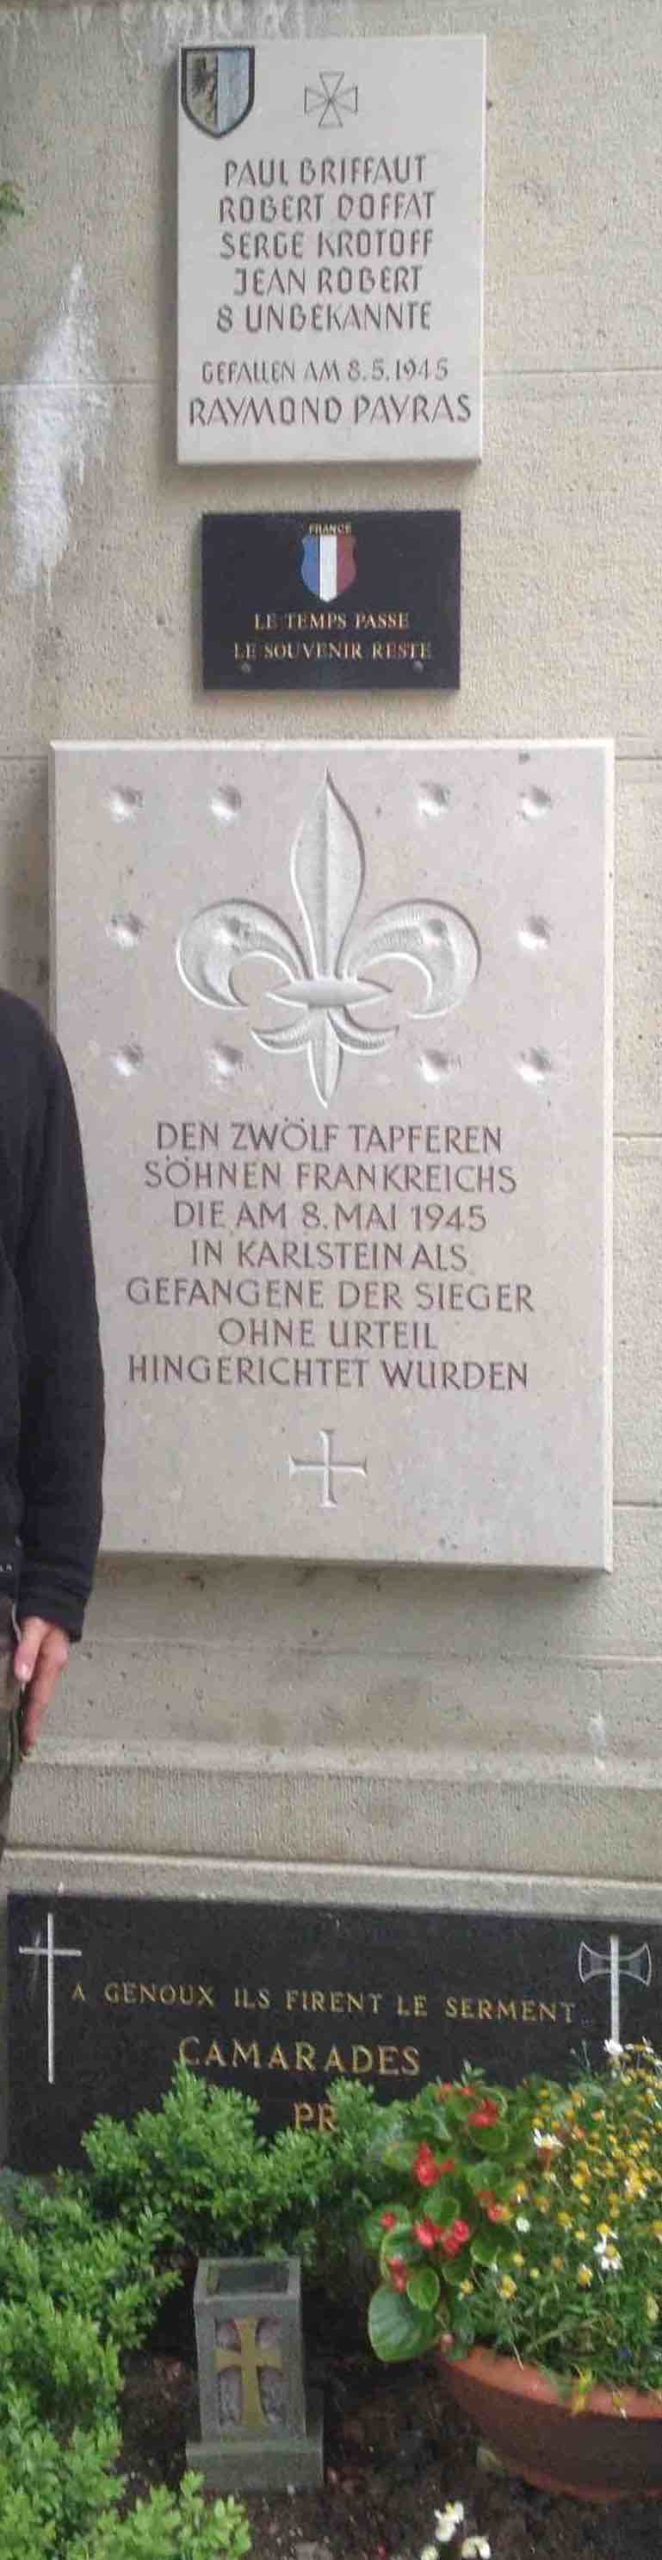 PAUL BRIFFAUT
ROBERT DOFFAT
SERGE KROTOFF
JEAN ROBERT
8 UNBEKANNTE
GEFALLEN AM 8.5.1945
RAYMOND PAYRAS
FRANCE
LE TEMPS PASSE
LE SOUVENIR RESTE
DEN ZWÖLF TAPFEREN
SÖHNEN FRANKREICHS
DIE AM 8. MAI 1945
IN KARLSTEIN ALS
GEFANGENE DER SIEGER
OHNE URTEIL
HINGERICHTET WURDEN
A GENOUX ILS FIRENT LE SERMENT
CAMARADES
PR